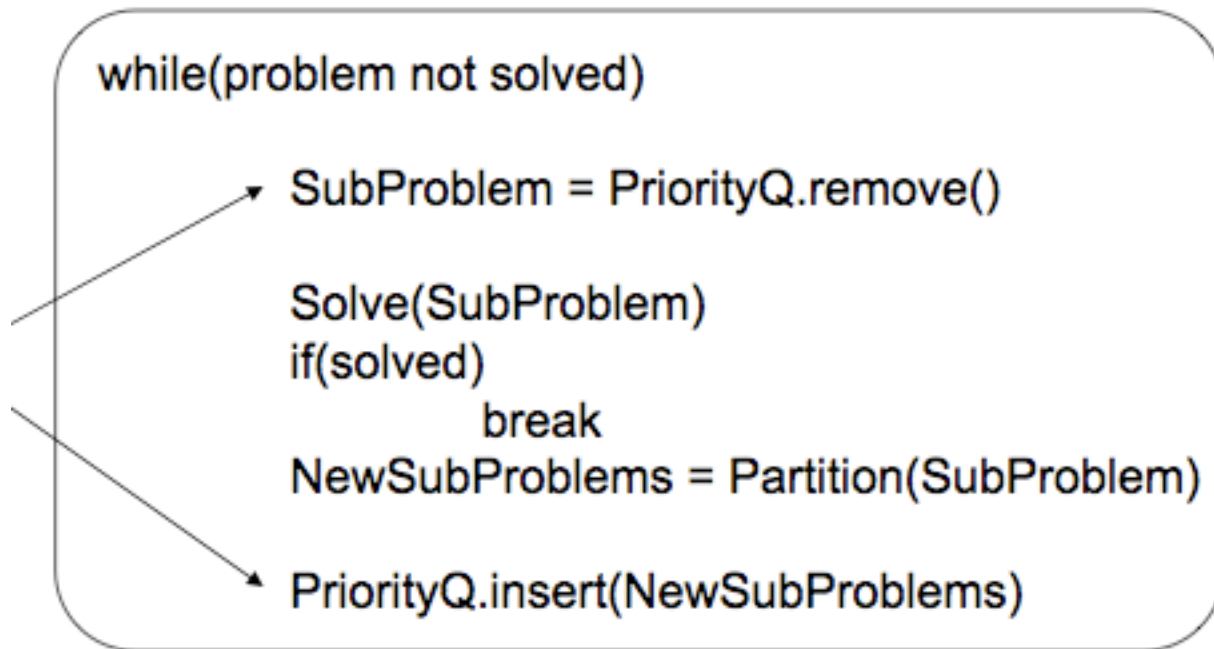 while(problem not solved)
SubProblem = PriorityQ.remove()
Solve(SubProblem)
if(solved)
break
NewSubProblems = Partition(SubProblem)
PriorityQ.insert(NewSubProblems)